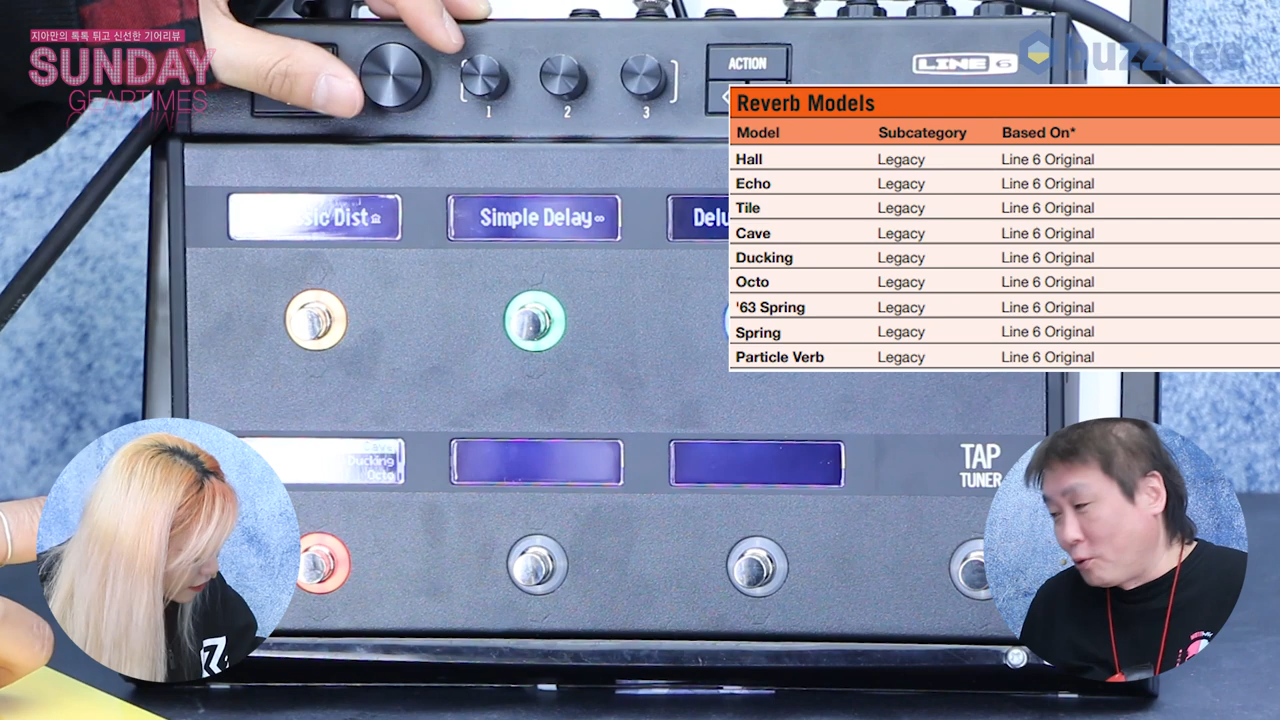 지아만의 톡톡 튀고 신선한 기어리뷰
SUNDAY
GEARTIMES
buzzbee
LINE 6
ACTION
1 2 3
Reverb Models
Model Subcategory Based On*
Hall Legacy Line 6 Original
Echo Legacy Line 6 Original
Tile Legacy Line 6 Original
Cave Legacy Line 6 Original
Ducking Legacy Line 6 Original
Octo Legacy Line 6 Original
'63 Spring Legacy Line 6 Original
Spring Legacy Line 6 Original
Particle Verb Legacy Line 6 Original
Dist
Simple Delay
Cave
Ducking
Octo
TAP
TUNER